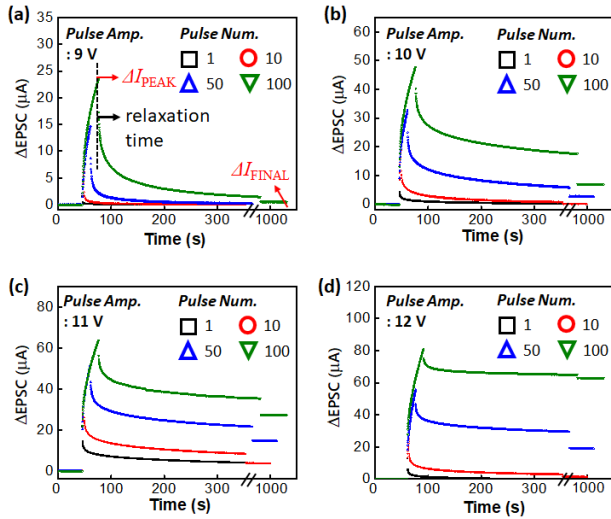 (a)
Pulse Amp.
: 9 V
Pulse Num.
1
10
50
100
ΔI_PEAK
relaxation
time
ΔI_FINAL
ΔEPSC (μA)
35
30
25
20
15
10
5
0
0 100 200 300 1000
Time (s)
(b)
Pulse Amp.
: 10 V
Pulse Num.
1
10
50
100
ΔEPSC (μA)
60
50
40
30
20
10
0
0 100 200 300 1000
Time (s)
(c)
Pulse Amp.
: 11 V
Pulse Num.
1
10
50
100
ΔEPSC (μA)
80
60
40
20
0
0 100 200 300 1000
Time (s)
(d)
Pulse Amp.
: 12 V
Pulse Num.
1
10
50
100
ΔEPSC (μA)
120
100
80
60
40
20
0
0 100 200 300 1000
Time (s)